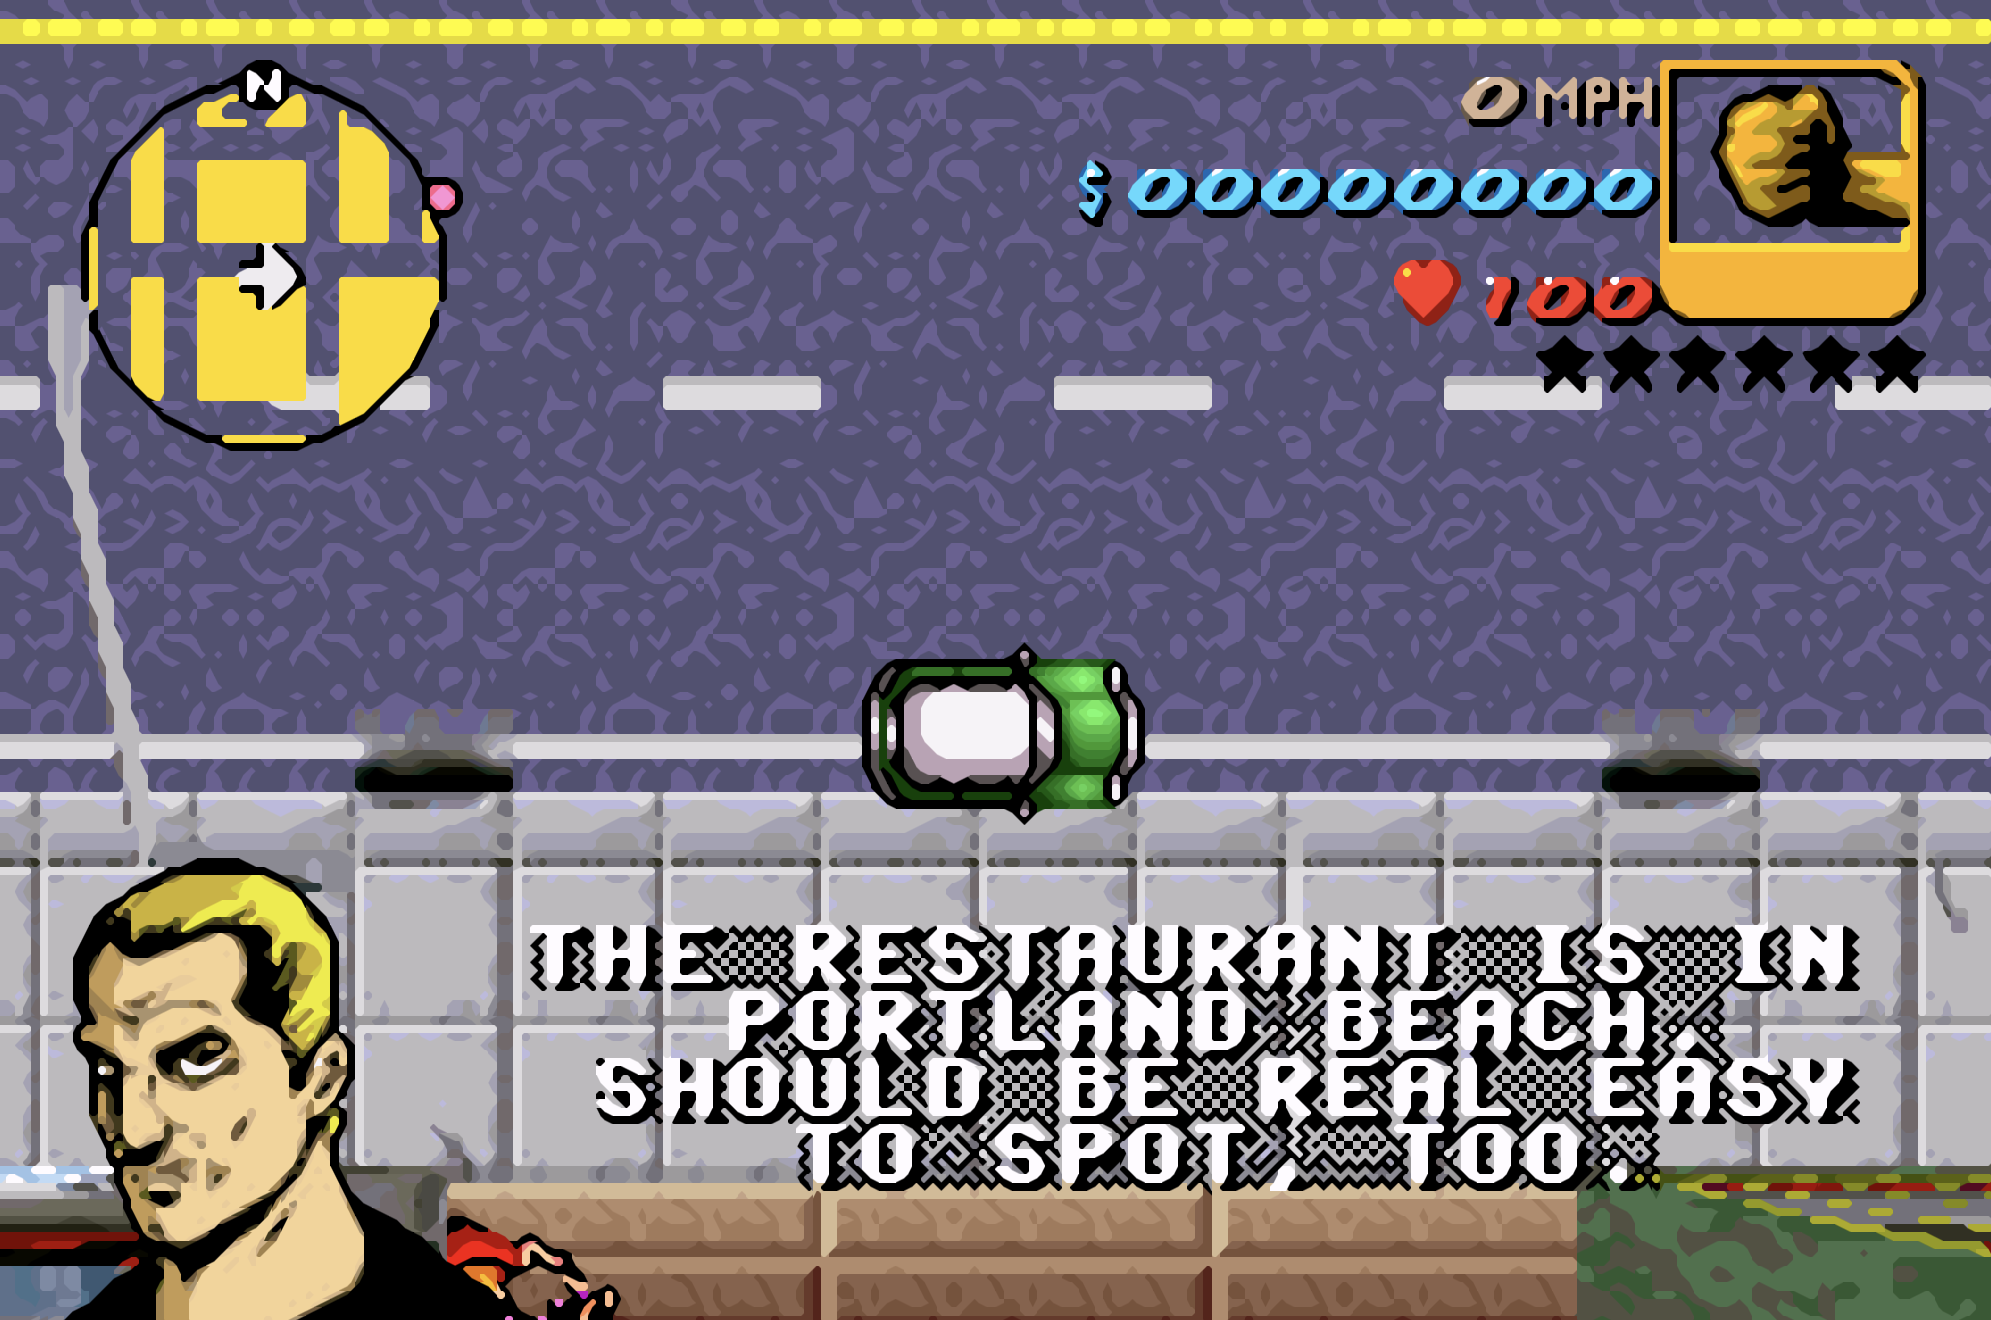 N
0 MPH
$ 00000000
100
THE RESTAURANT IS IN
PORTLAND BEACH.
SHOULD BE REAL EASY
TO SPOT, TOO.